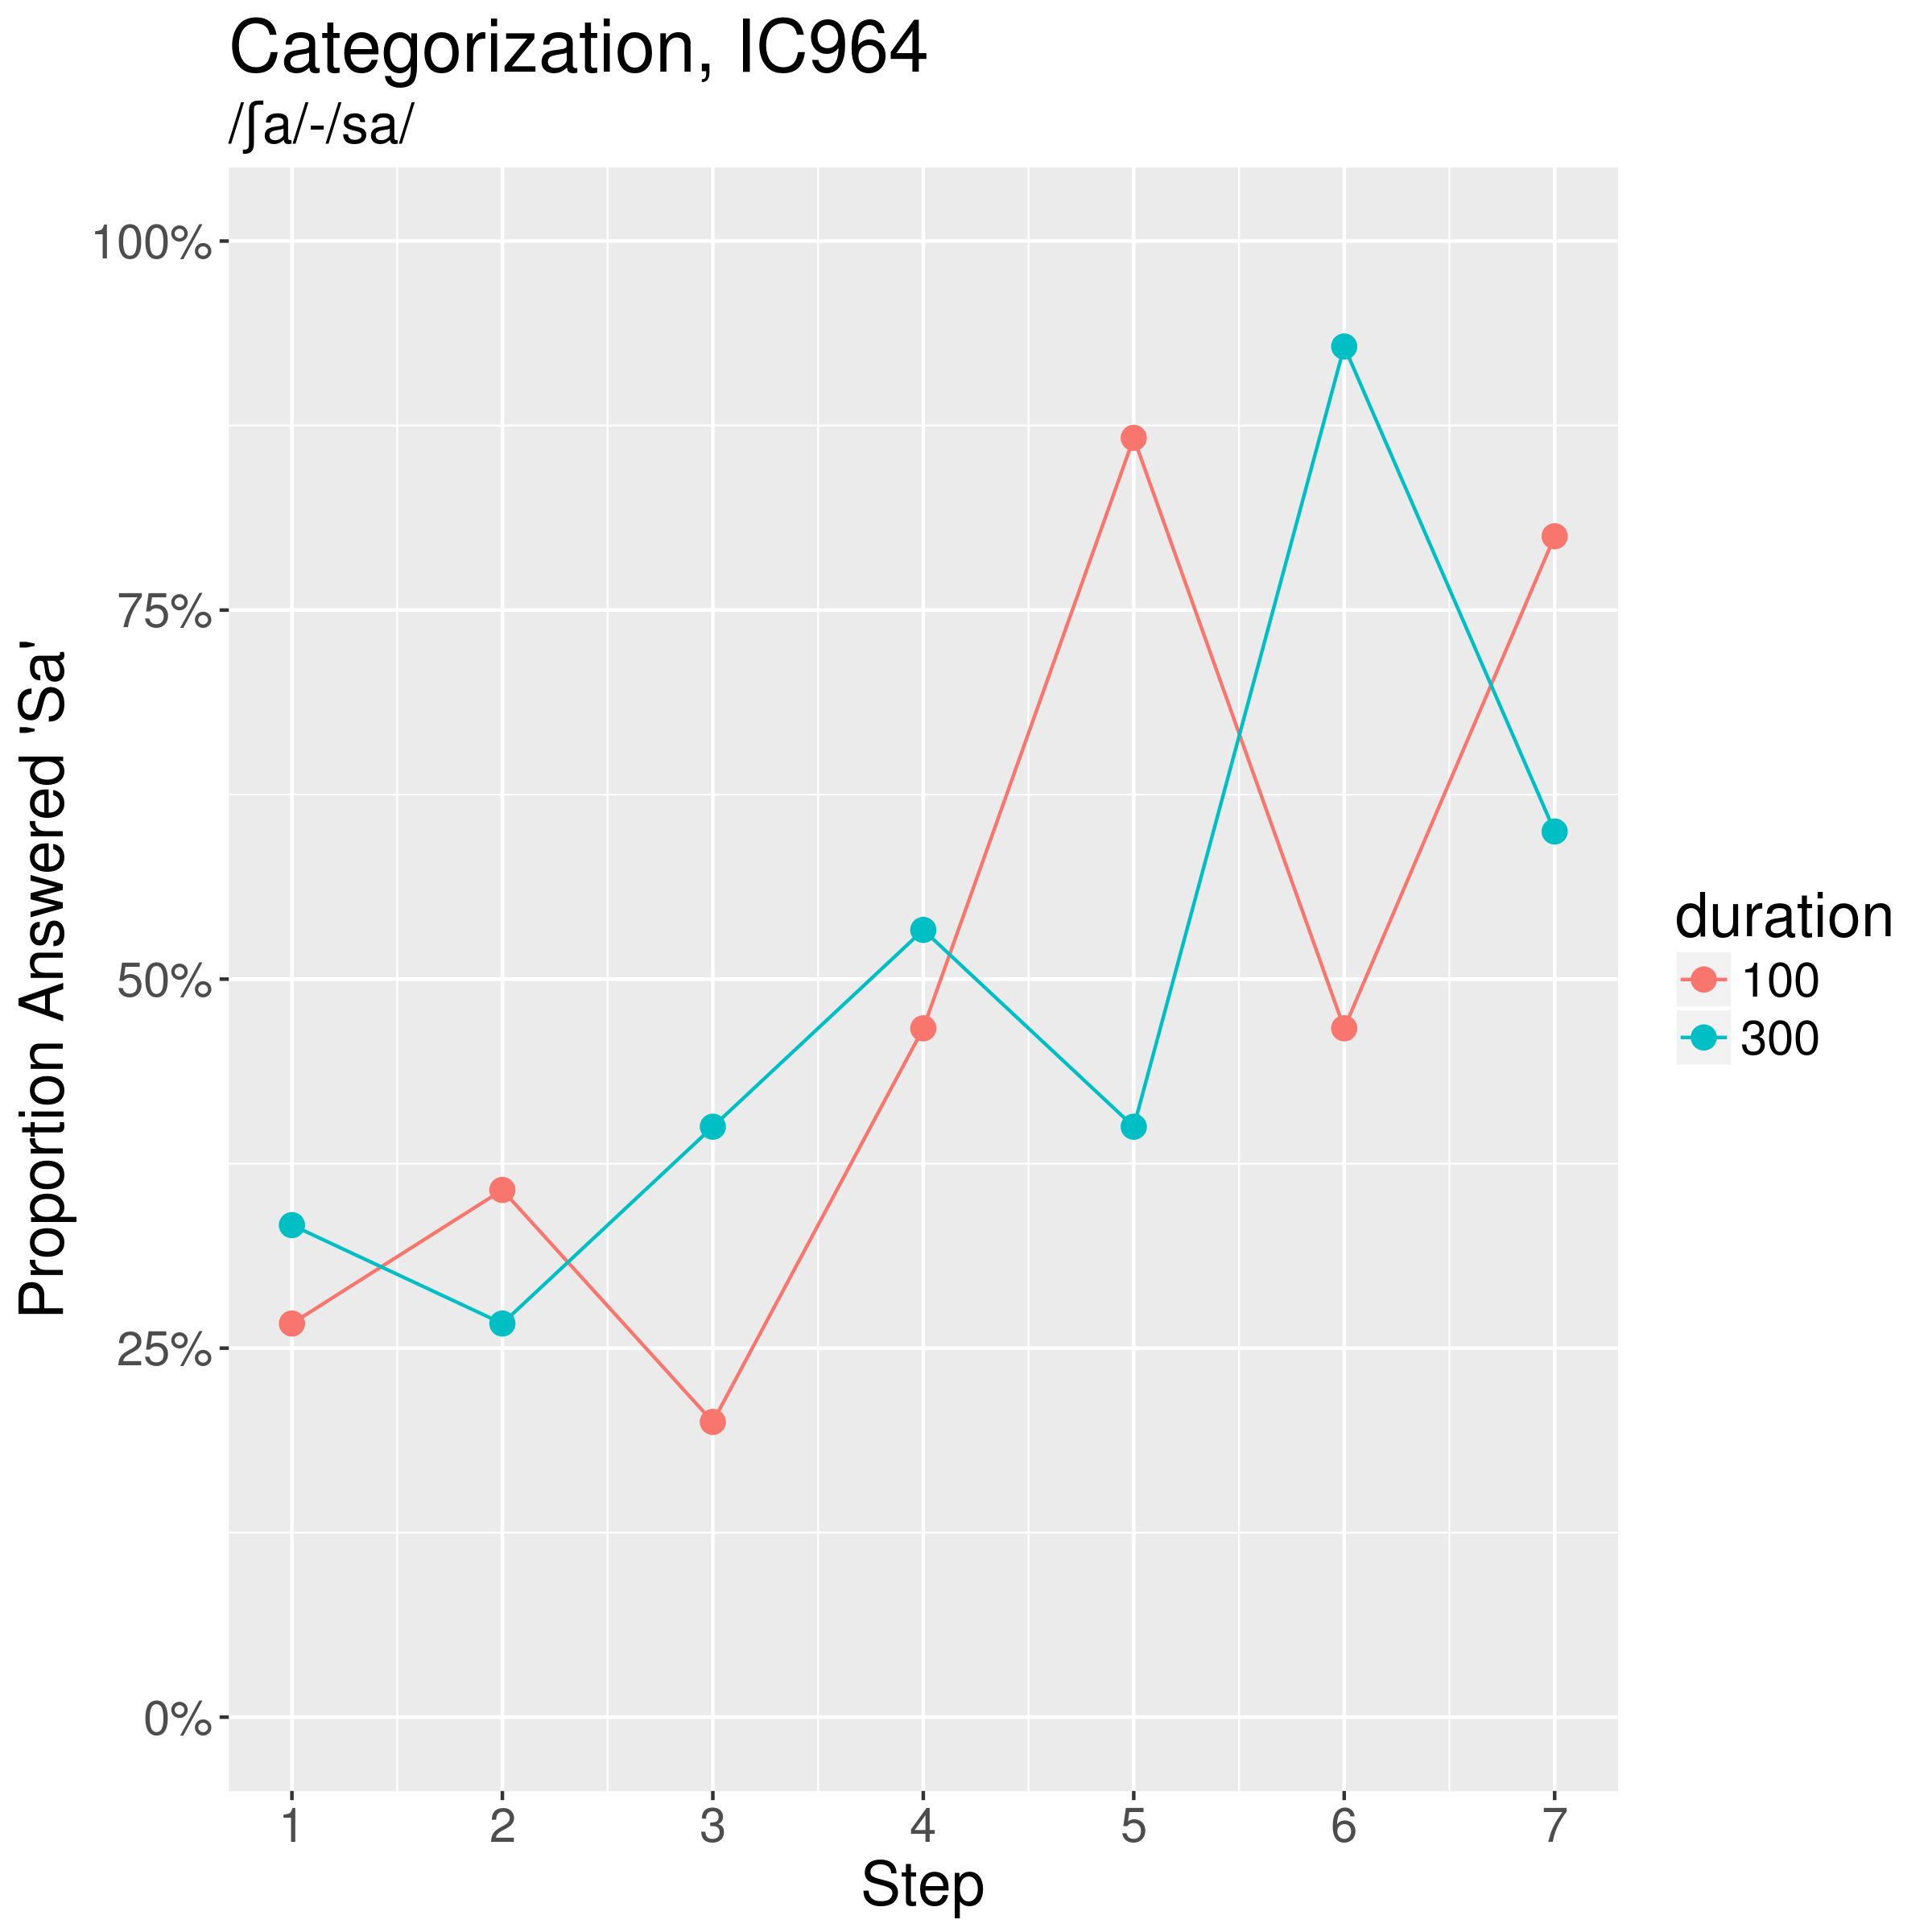 Categorization, IC964
/ʃa/-/sa/
Proportion Answered 'Sa'
100%
75%
50%
25%
0%
1 2 3 4 5 6 7
Step
duration
100
300